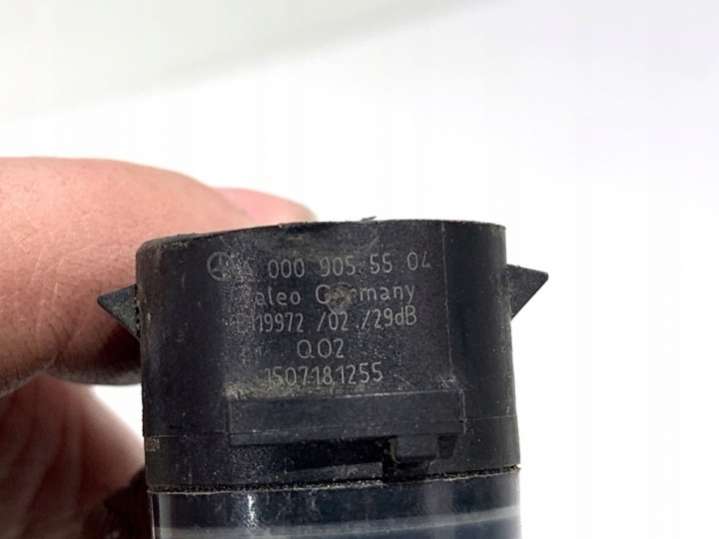 000 905 55 04
aleo Germany
119972 /02 /29dB
Q02
1507181255